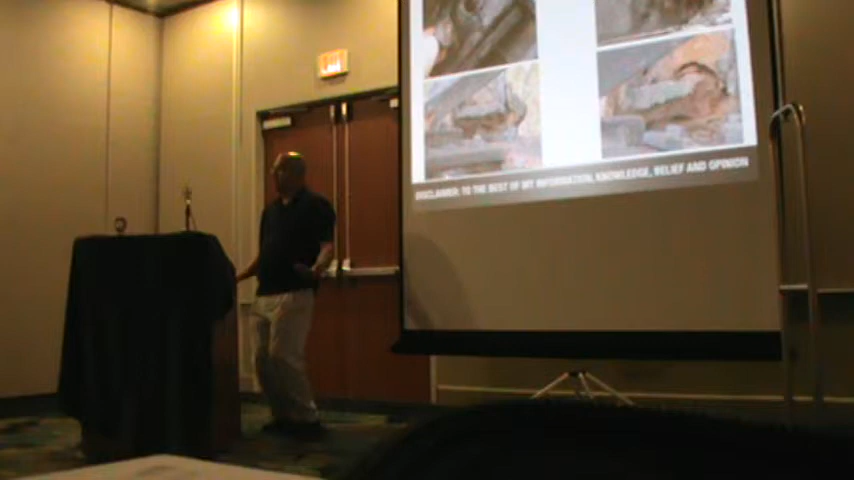 DISCLAIMER: TO THE BEST OF MY INFORMATION, KNOWLEDGE, BELIEF AND OPINION